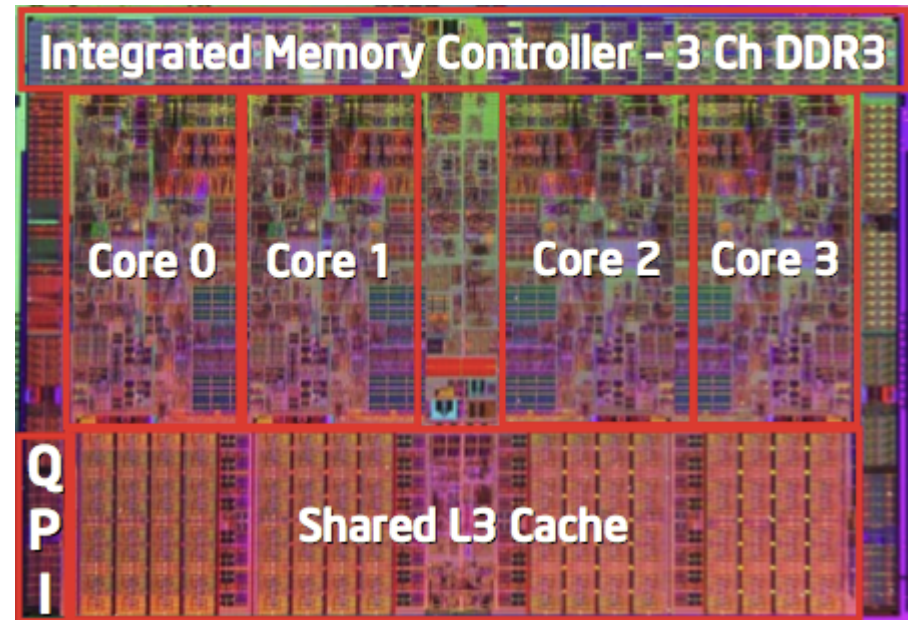 Integrated Memory Controller – 3 Ch DDR3
Core 0
Core 1
Core 2
Core 3
Q
P
I
Shared L3 Cache